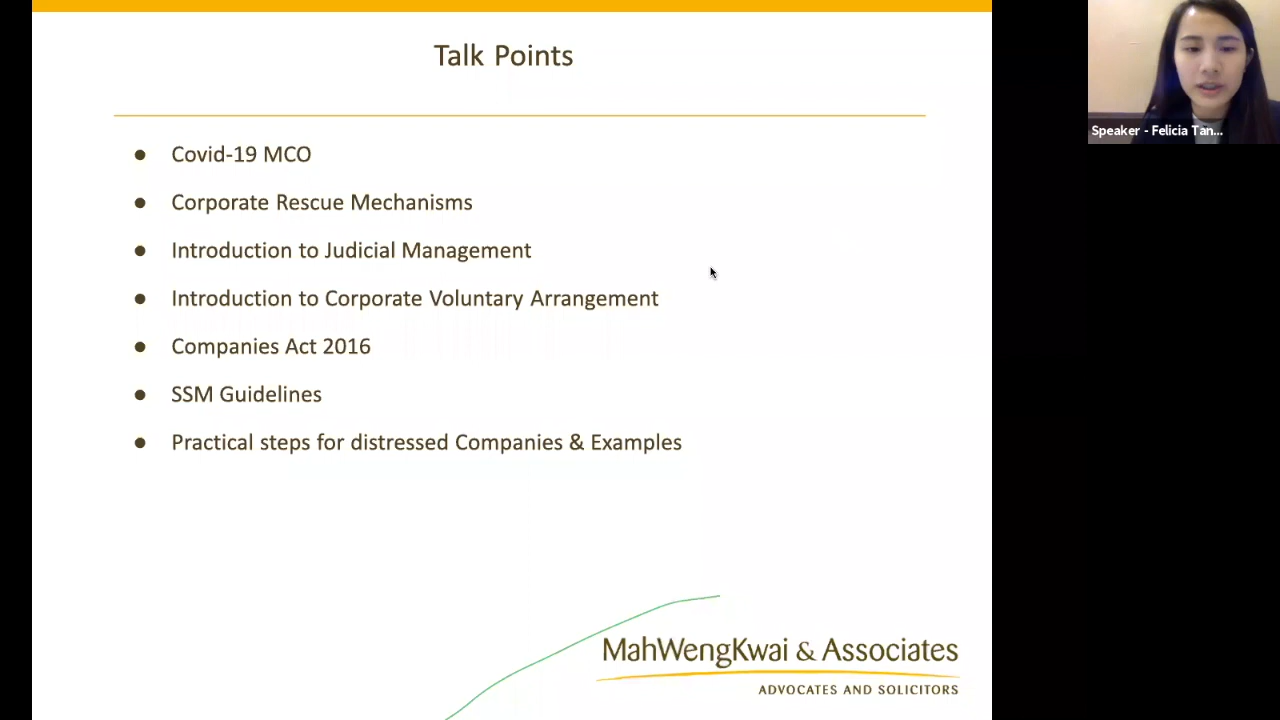 Talk Points
Covid-19 MCO
Corporate Rescue Mechanisms
Introduction to Judicial Management
Introduction to Corporate Voluntary Arrangement
Companies Act 2016
SSM Guidelines
Practical steps for distressed Companies & Examples
MahWengKwai & Associates
ADVOCATES AND SOLICITORS
Speaker - Felicia Tan...